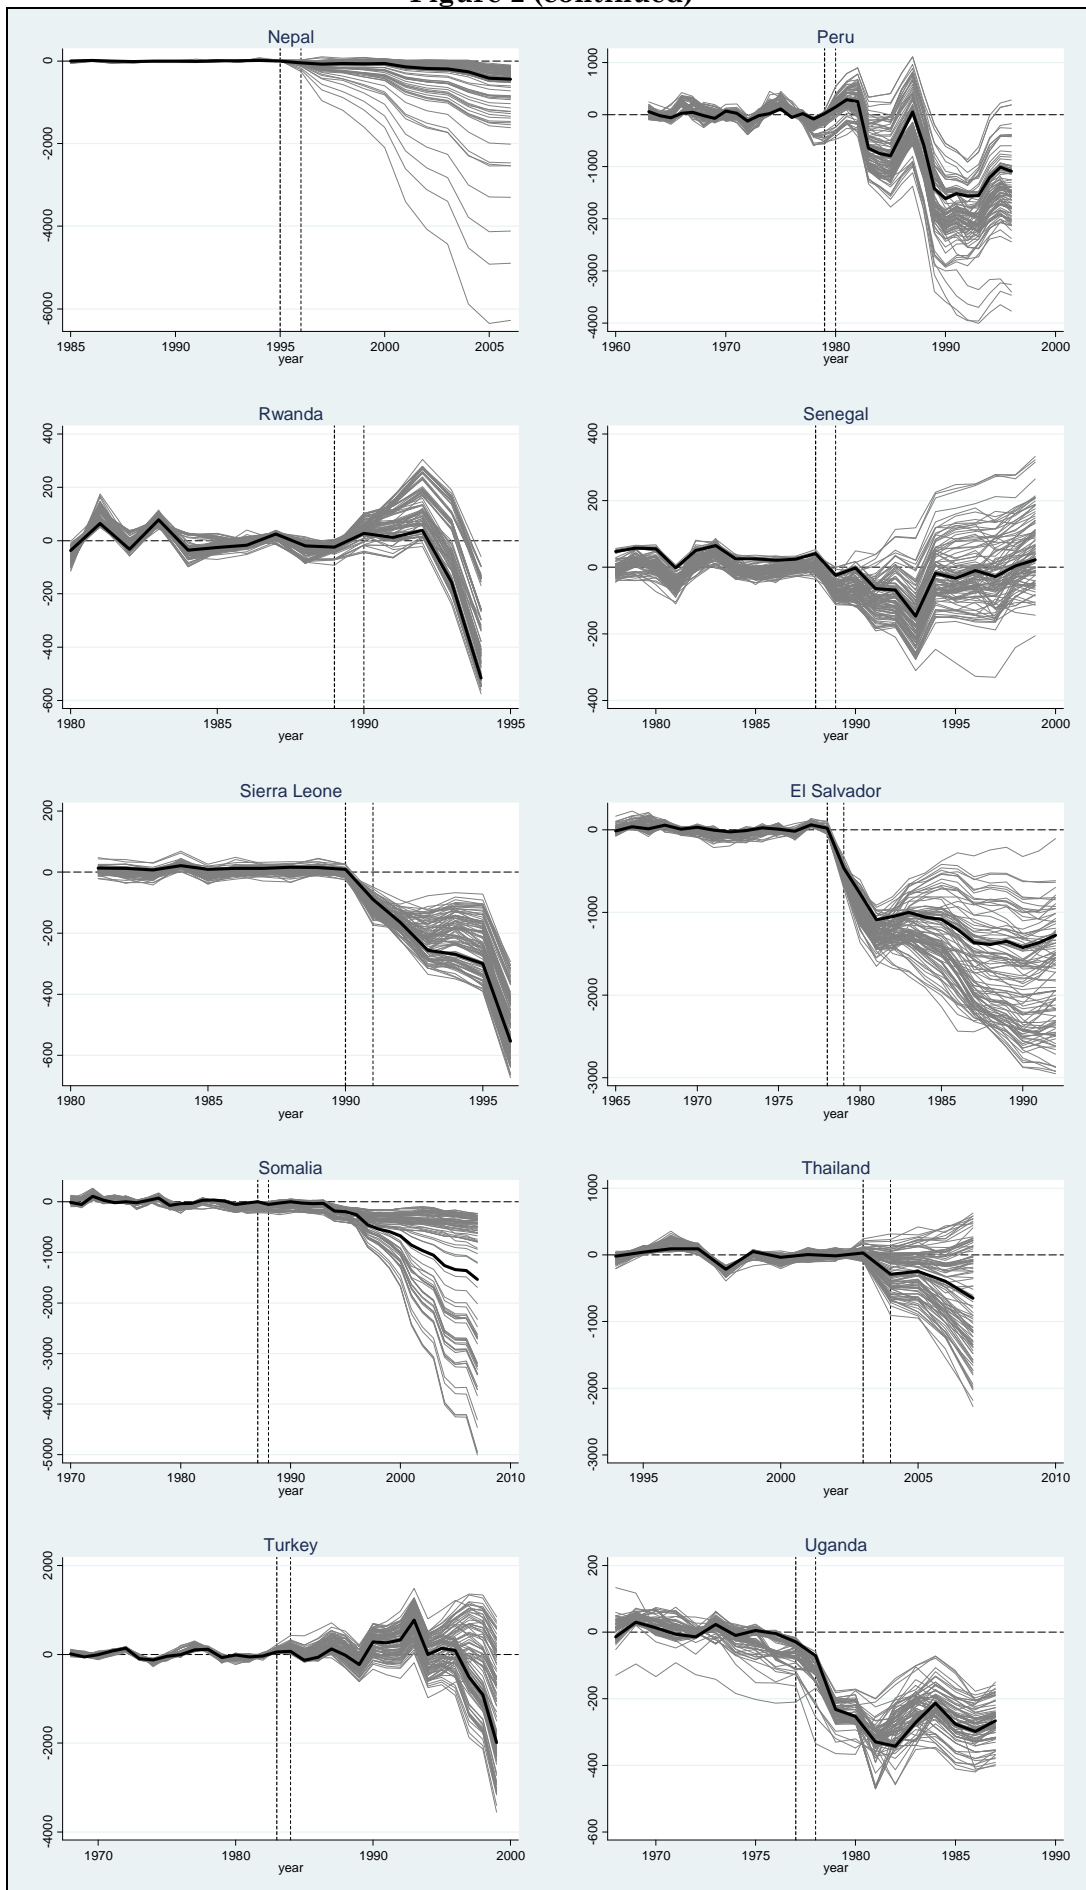 Figure 2 (continued)
Nepal
0
-2000
-4000
-6000
1985 1990 1995 2000 2005
year
Peru
1000
0
-1000
-2000
-3000
-4000
1960 1970 1980 1990 2000
year
Rwanda
400
200
0
-200
-400
-600
1980 1985 1990 1995
year
Senegal
400
200
0
-200
-400
1980 1985 1990 1995 2000
year
Sierra Leone
200
0
-200
-400
-600
1980 1985 1990 1995
year
El Salvador
0
-1000
-2000
-3000
1965 1970 1975 1980 1985 1990
year
Somalia
0
-1000
-2000
-3000
-4000
-5000
1970 1980 1990 2000 2010
year
Thailand
1000
0
-1000
-2000
-3000
1995 2000 2005 2010
year
Turkey
2000
0
-2000
-4000
1970 1980 1990 2000
year
Uganda
200
0
-200
-400
-600
1970 1975 1980 1985 1990
year